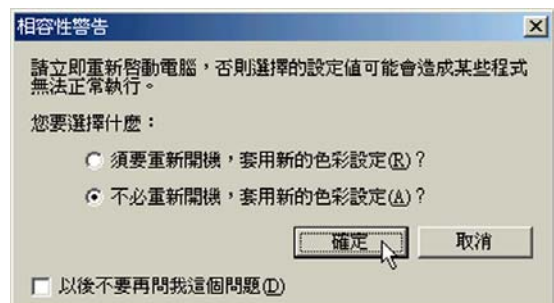 相容性警告
請立即重新啓動電腦，否則選擇的設定值可能會造成某些程式
無法正常執行。
您要選擇什麼：
須要重新開機，套用新的色彩設定(R)?
不必重新開機，套用新的色彩設定(A)?
確定 取消
以後不要再問我這個問題(D)